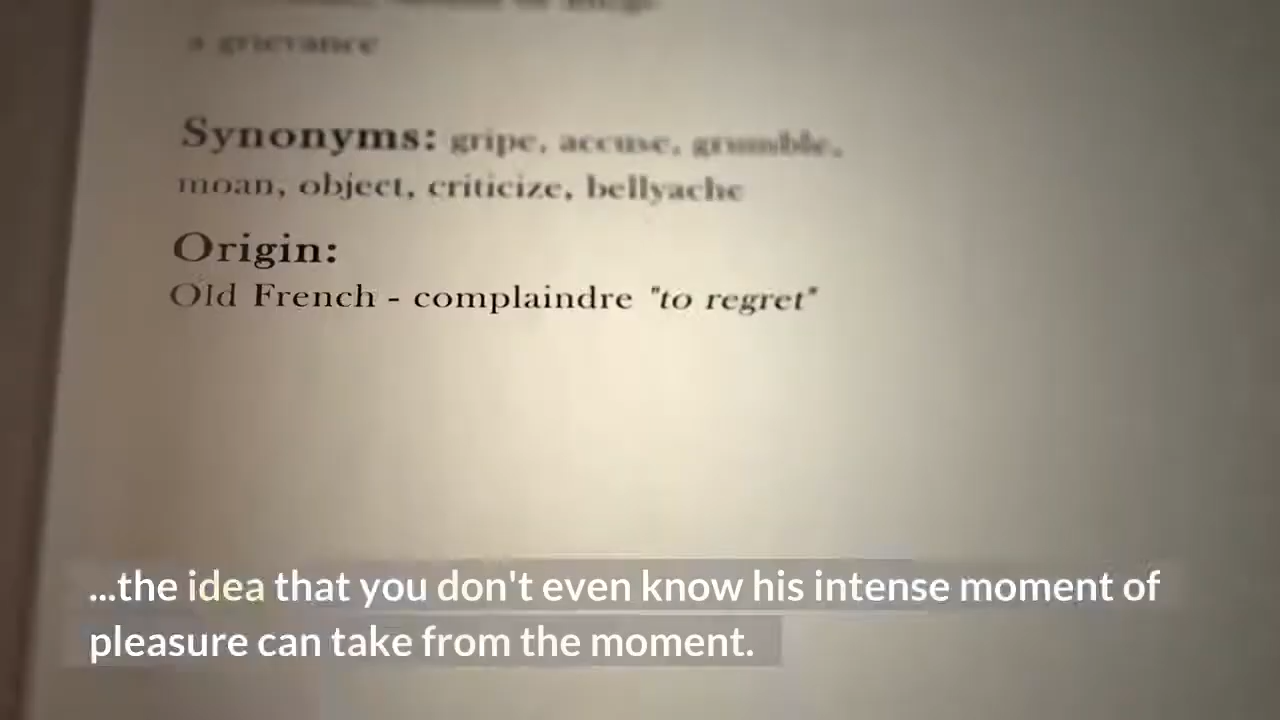 a grievance
Synonyms: gripe, accuse, grumble,
moan, object, criticize, bellyache
Origin:
Old French - complaindre "to regret"
...the idea that you don't even know his intense moment of
pleasure can take from the moment.